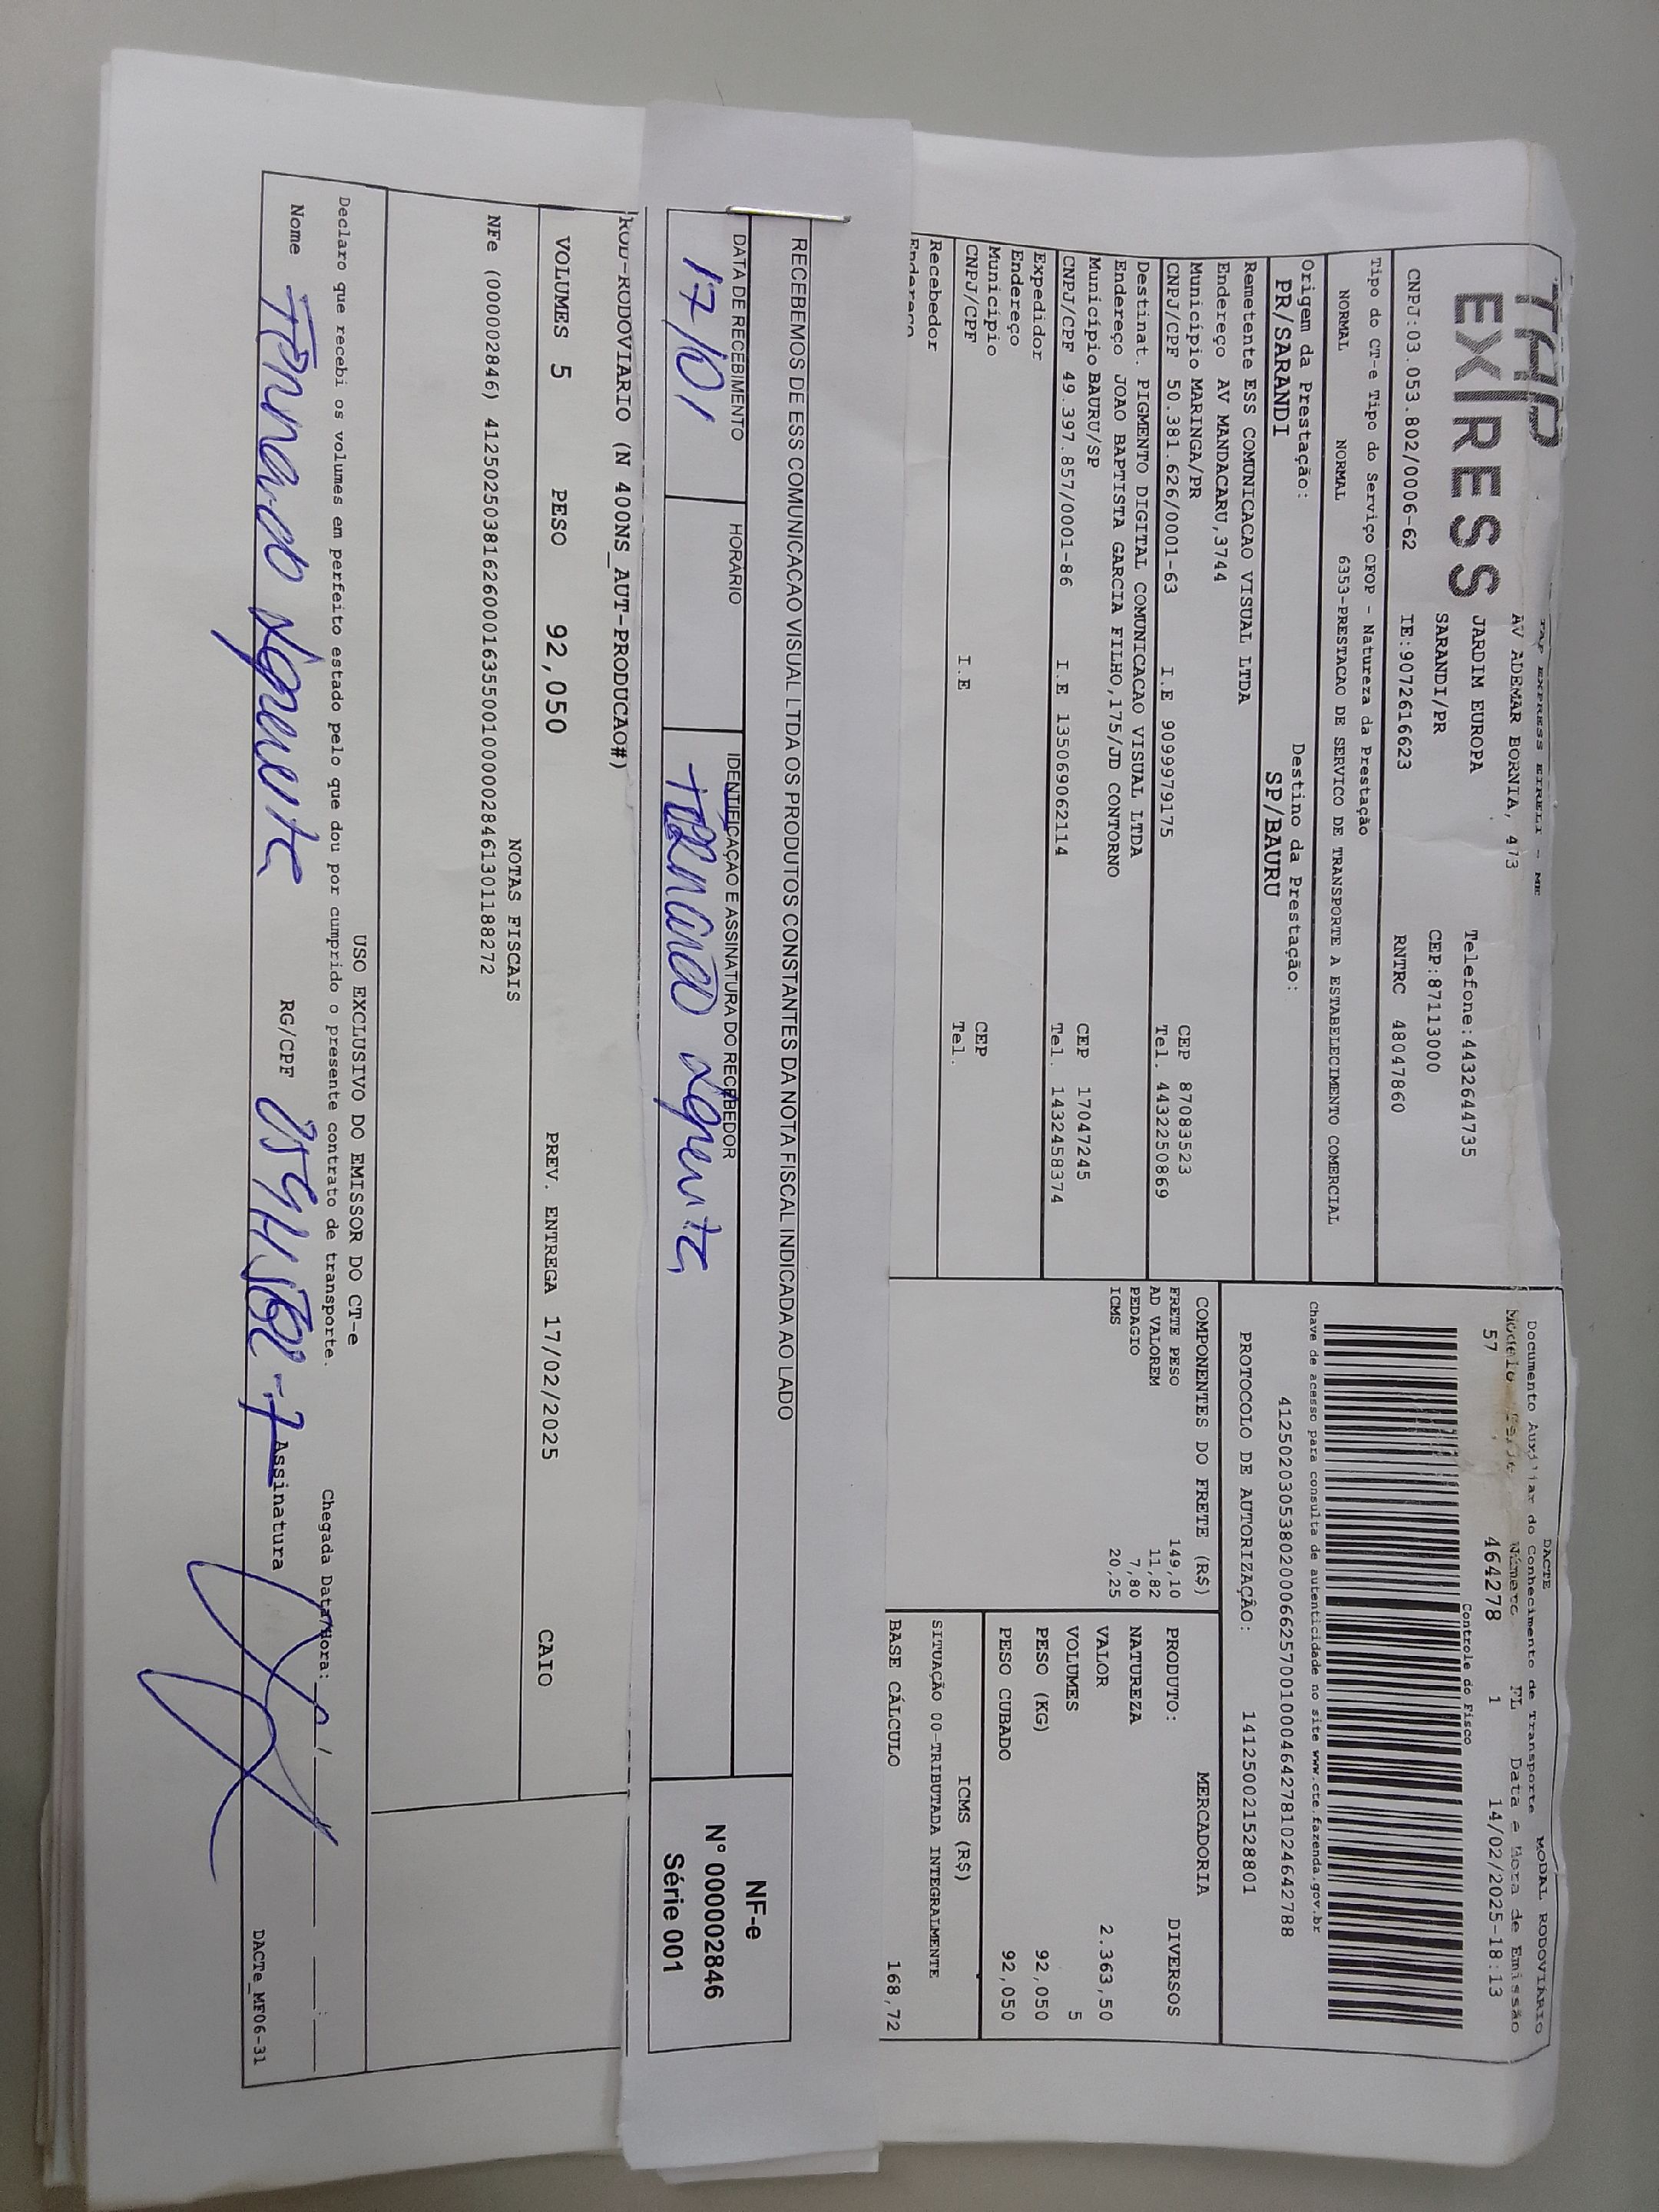 TAP EXPRESS EIRELI - ME
TAP
EXPRESS
AV ADEMAR BORNIA, 473
JARDIM EUROPA
Telefone:4432644735
SARANDI/PR
CEP:87113000
CNPJ:03.053.802/0006-62 IE:9072616623 RNTRC 48047860
DACTE MODAL RODOVIÁRIO
Documento Auxiliar do Conhecimento de Transporte
Modelo Série Número FL Data e Hora de Emissão
57 464278 1 14/02/2025-18:13
Controle do Fisco
Tipo do CT-e Tipo do Serviço CFOP - Natureza da Prestação
NORMAL NORMAL 6353-PRESTACAO DE SERVICO DE TRANSPORTE A ESTABELECIMENTO COMERCIAL
Chave de acesso para consulta de autenticidade no site www.cte.fazenda.gov.br
41250203053802000662570010004642781024642788
Origem da Prestação: Destino da Prestação:
PR/SARANDI SP/BAURU
PROTOCOLO DE AUTORIZAÇÃO: 141250021528801
Remetente ESS COMUNICACAO VISUAL LTDA
Endereço AV MANDACARU,3744
Município MARINGA/PR CEP 87083523
CNPJ/CPF 50.381.626/0001-63 I.E 9099979175 Tel. 4432250869
Destinat. PIGMENTO DIGITAL COMUNICACAO VISUAL LTDA
Endereço JOAO BAPTISTA GARCIA FILHO,175/JD CONTORNO
Município BAURU/SP CEP 17047245
CNPJ/CPF 49.397.857/0001-86 I.E 135069062114 Tel. 1432458374
Expedidor
Endereço
Município CEP
CNPJ/CPF I.E Tel.
Recebedor
Endereço
COMPONENTES DO FRETE (R$)
FRETE PESO 149,10
AD VALOREM 11,82
PEDAGIO 7,80
ICMS 20,25
MERCADORIA
PRODUTO: DIVERSOS
NATUREZA
VALOR 2.363,50
VOLUMES 5
PESO (KG) 92,050
PESO CUBADO 92,050
ICMS (R$)
SITUAÇÃO 00-TRIBUTADA INTEGRALMENTE
BASE CÁLCULO 168,72
RECEBEMOS DE ESS COMUNICACAO VISUAL LTDA OS PRODUTOS CONSTANTES DA NOTA FISCAL INDICADA AO LADO
DATA DE RECEBIMENTO HORÁRIO IDENTIFICAÇÃO E ASSINATURA DO RECEBEDOR
17/01 Fernando
NF-e
N° 000002846
Série 001
ROD-RODOVIARIO (N 400NS_AUT-PRODUCAO#)
VOLUMES 5 PESO 92,050 PREV. ENTREGA 17/02/2025 CAIO
NOTAS FISCAIS
NFe (000002846) 41250250381626000163550010000028461301188272
USO EXCLUSIVO DO EMISSOR DO CT-e
Declaro que recebi os volumes em perfeito estado pelo que dou por cumprido o presente contrato de transporte. Chegada Data/Hora: / / :
Nome Fernando RG/CPF Assinatura
DACTe_MF06-31